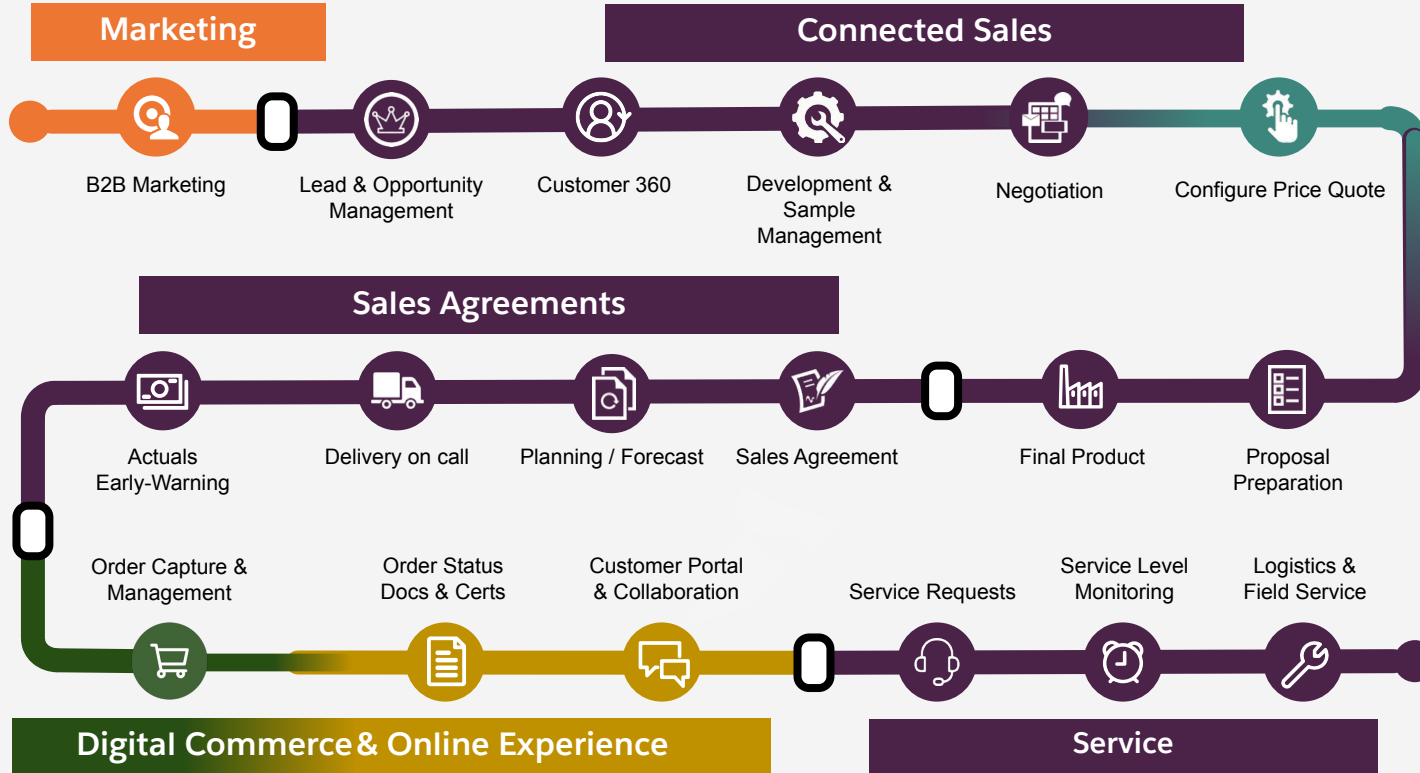 Marketing
Connected Sales
B2B Marketing
Lead & Opportunity
Management
Customer 360
Development &
Sample
Management
Negotiation
Configure Price Quote
Sales Agreements
Actuals
Early-Warning
Delivery on call
Planning / Forecast
Sales Agreement
Final Product
Proposal
Preparation
Order Capture &
Management
Order Status
Docs & Certs
Customer Portal
& Collaboration
Service Requests
Service Level
Monitoring
Logistics &
Field Service
Digital Commerce & Online Experience
Service